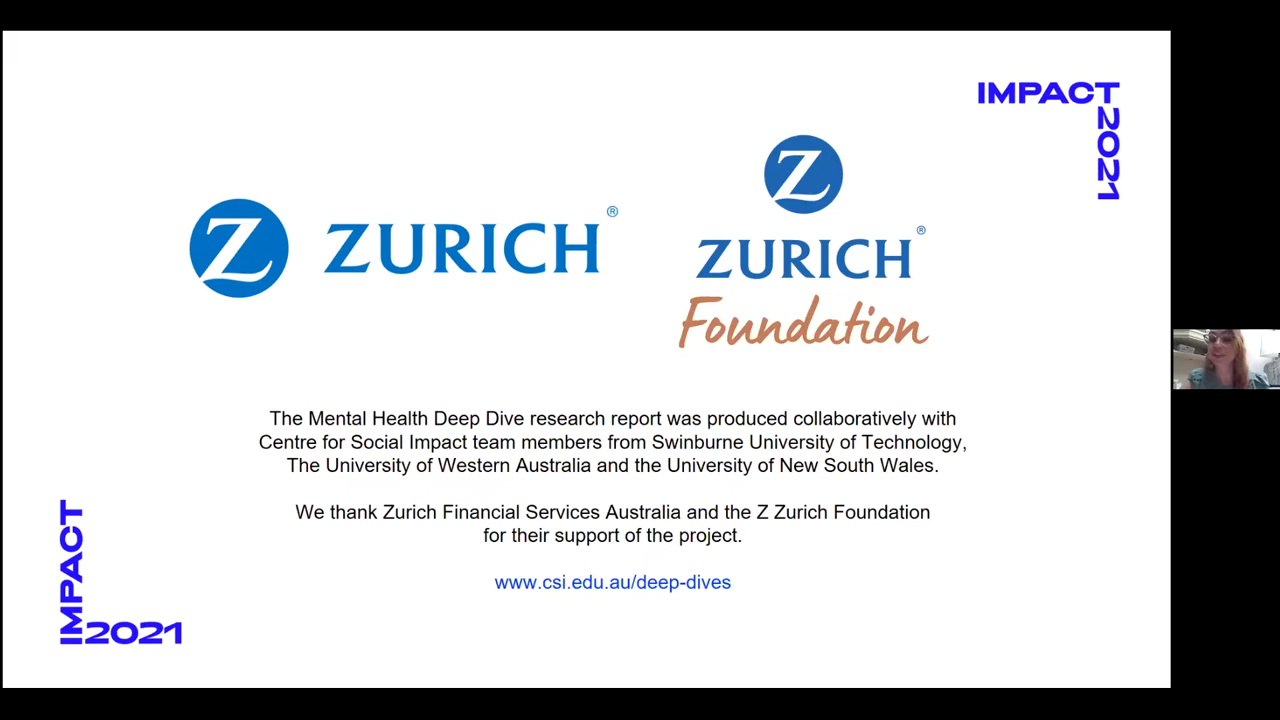 IMPACT
2021
Z ZURICH®
Z
ZURICH®
Foundation
The Mental Health Deep Dive research report was produced collaboratively with
Centre for Social Impact team members from Swinburne University of Technology,
The University of Western Australia and the University of New South Wales.
We thank Zurich Financial Services Australia and the Z Zurich Foundation
for their support of the project.
www.csi.edu.au/deep-dives
IMPACT
2021